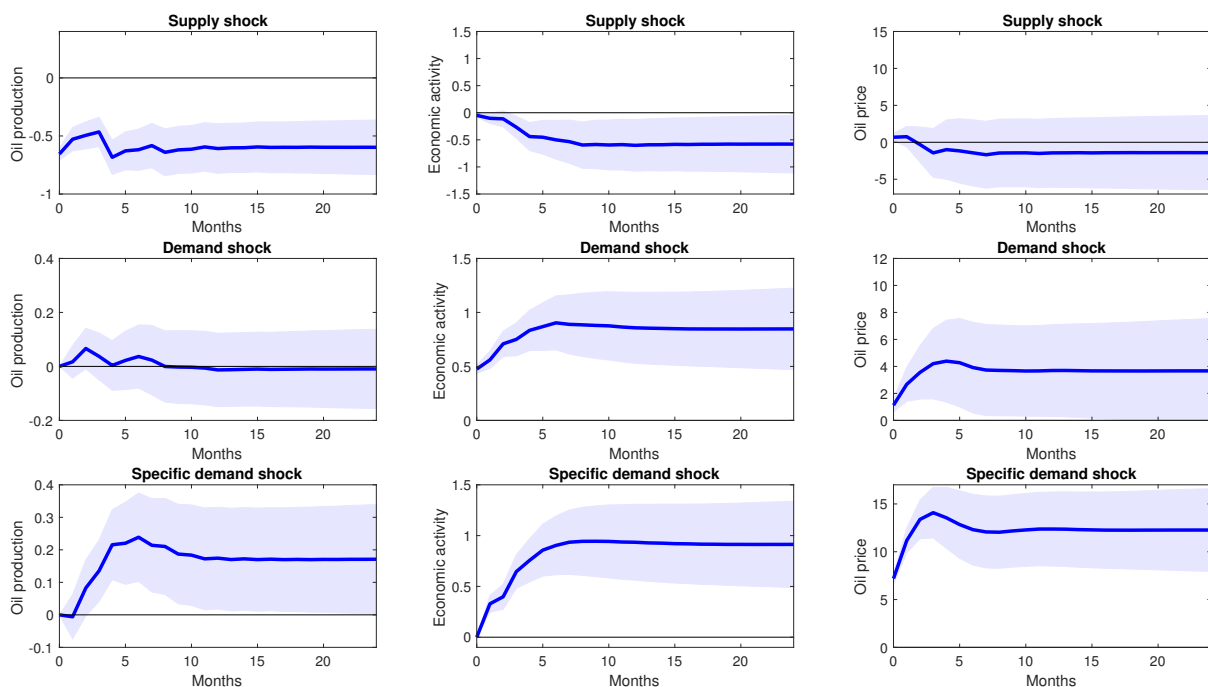 Supply shock
Oil production
0
-0.5
-1
0 5 10 15 20
Months
Supply shock
Economic activity
1.5
1
0.5
0
-0.5
-1
-1.5
0 5 10 15 20
Months
Supply shock
Oil price
15
10
5
0
-5
0 5 10 15 20
Months
Demand shock
Oil production
0.4
0.2
0
-0.2
0 5 10 15 20
Months
Demand shock
Economic activity
1.5
1
0.5
0
0 5 10 15 20
Months
Demand shock
Oil price
12
10
8
6
4
2
0
0 5 10 15 20
Months
Specific demand shock
Oil production
0.4
0.3
0.2
0.1
0
-0.1
0 5 10 15 20
Months
Specific demand shock
Economic activity
1.5
1
0.5
0
0 5 10 15 20
Months
Specific demand shock
Oil price
15
10
5
0
0 5 10 15 20
Months